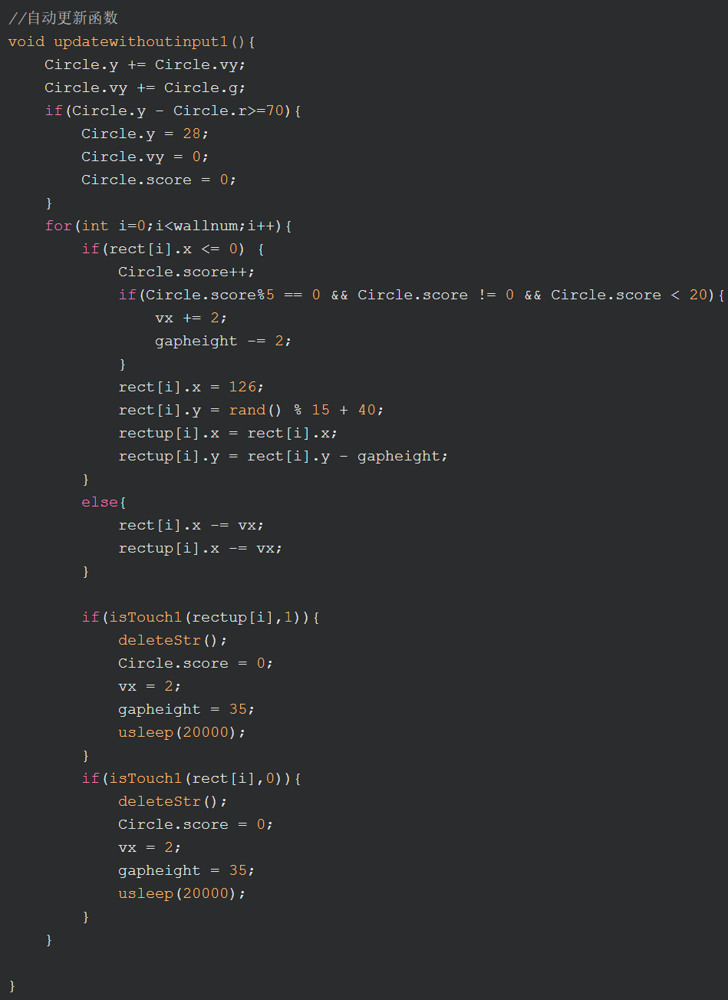 //自动更新函数
void updatewithoutinput1(){
    Circle.y += Circle.vy;
    Circle.vy += Circle.g;
    if(Circle.y - Circle.r>=70){
        Circle.y = 28;
        Circle.vy = 0;
        Circle.score = 0;
    }
    for(int i=0;i<wallnum;i++){
        if(rect[i].x <= 0) {
            Circle.score++;
            if(Circle.score%5 == 0 && Circle.score != 0 && Circle.score < 20){
                vx += 2;
                gapheight -= 2;
            }
            rect[i].x = 126;
            rect[i].y = rand() % 15 + 40;
            rectup[i].x = rect[i].x;
            rectup[i].y = rect[i].y - gapheight;
        }
        else{
            rect[i].x -= vx;
            rectup[i].x -= vx;
        }

        if(isTouch1(rectup[i],1)){
            deleteStr();
            Circle.score = 0;
            vx = 2;
            gapheight = 35;
            usleep(20000);
        }
        if(isTouch1(rect[i],0)){
            deleteStr();
            Circle.score = 0;
            vx = 2;
            gapheight = 35;
            usleep(20000);
        }
    }

}